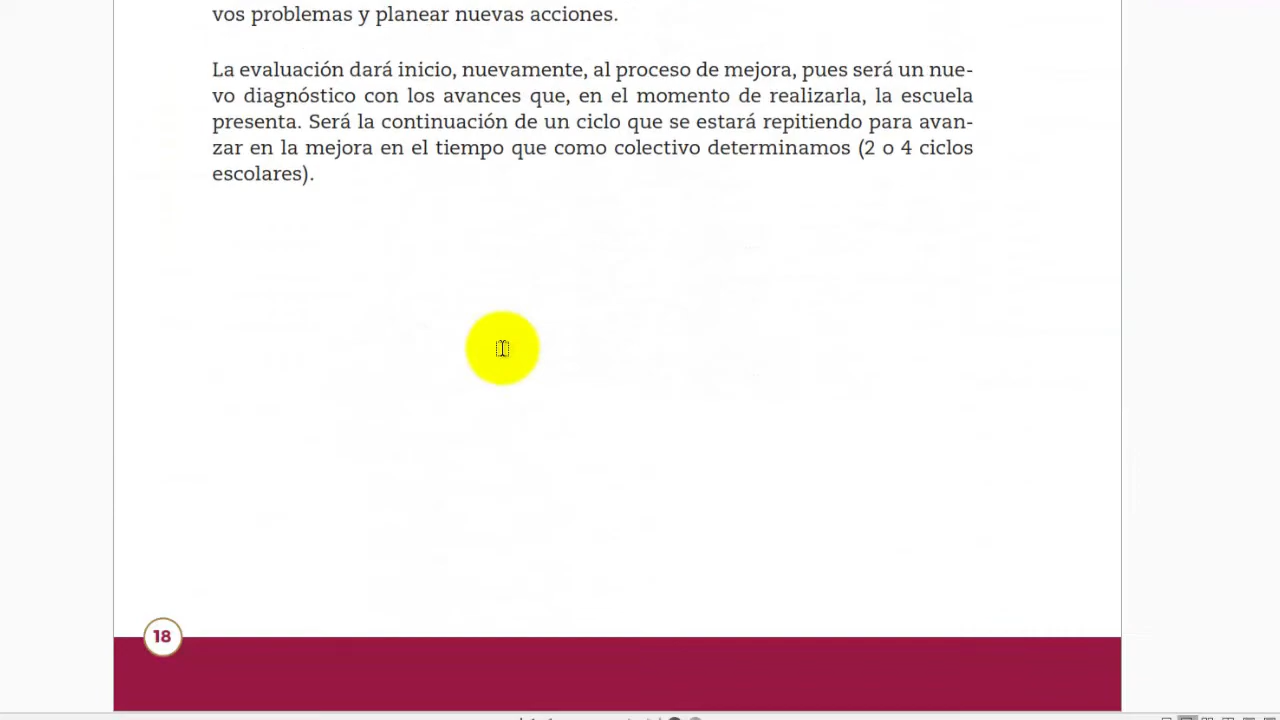 vos problemas y planear nuevas acciones.
La evaluación dará inicio, nuevamente, al proceso de mejora, pues será un nue-
vo diagnóstico con los avances que, en el momento de realizarla, la escuela
presenta. Será la continuación de un ciclo que se estará repitiendo para avan-
zar en la mejora en el tiempo que como colectivo determinamos (2 o 4 ciclos
escolares).
18